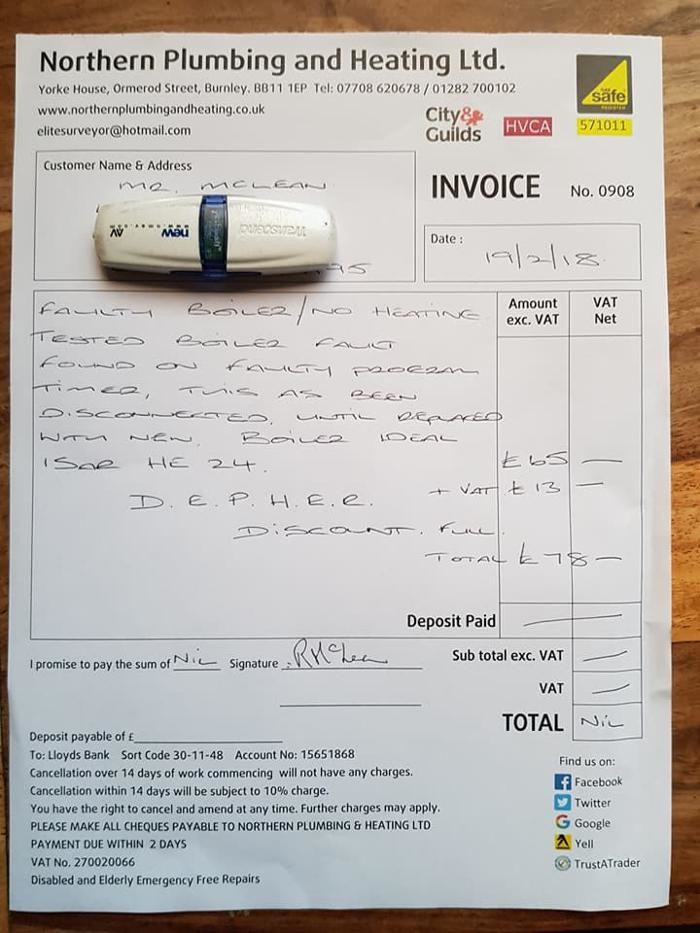 Northern Plumbing and Heating Ltd.
Yorke House, Ormerod Street, Burnley. BB11 1EP Tel: 07708 620678 / 01282 700102
www.northernplumbingandheating.co.uk
elitesurveyor@hotmail.com
City& Guilds
HVCA
safe
REGISTER
571011
Customer Name & Address
MR. MCLEAN
new
AV
95
INVOICE No. 0908
Date : 19/2/18.
Amount exc. VAT
VAT Net
FAULTY BOILER/NO HEATING
TESTED BOILER FAULT
FOUND ON FAULTY PROGRAM
TIMER, THIS AS BEEN
DISCONNECTED, UNTIL REPLACED
WITH NEW. BOILER IDEAL
ISAR HE 24. £65 —
+ VAT £13 —
D.E.P.H.E.R.
DISCOUNT. FULL.
TOTAL £78 —
Deposit Paid
I promise to pay the sum of NIL Signature RMcLean
Sub total exc. VAT
VAT
TOTAL NIL
Deposit payable of £
To: Lloyds Bank Sort Code 30-11-48 Account No: 15651868
Cancellation over 14 days of work commencing will not have any charges.
Cancellation within 14 days will be subject to 10% charge.
You have the right to cancel and amend at any time. Further charges may apply.
PLEASE MAKE ALL CHEQUES PAYABLE TO NORTHERN PLUMBING & HEATING LTD
PAYMENT DUE WITHIN 2 DAYS
VAT No. 270020066
Disabled and Elderly Emergency Free Repairs
Find us on:
Facebook
Twitter
Google
Yell
TrustATrader